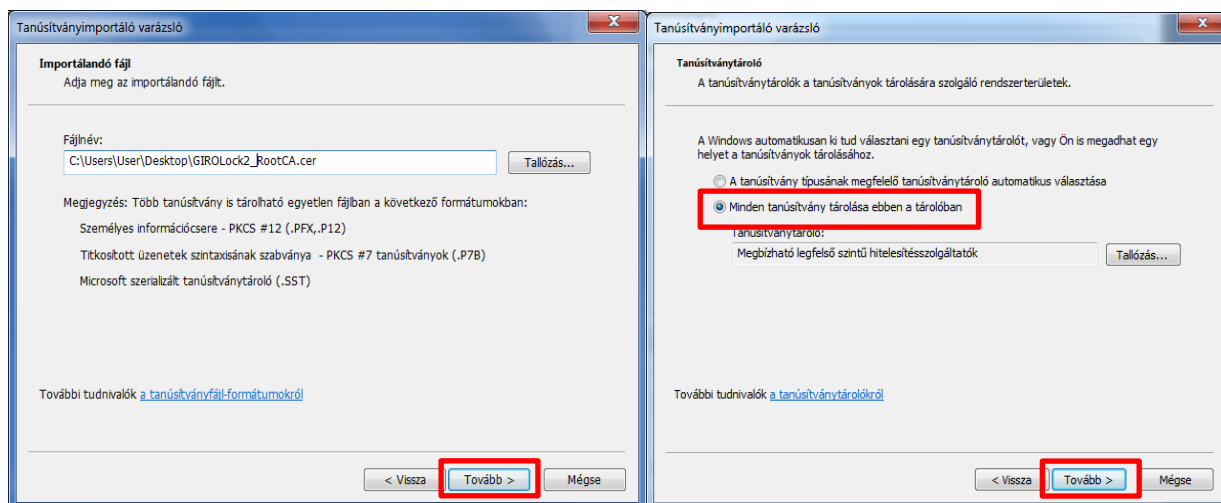 Tanúsítványimportáló varázsló
Importálandó fájl
Adja meg az importálandó fájlt.
Fájlnév:
C:\Users\User\Desktop\GIROLock2_RootCA.cer
Tallózás...
Megjegyzés: Több tanúsítvány is tárolható egyetlen fájlban a következő formátumokban:
Személyes információcsere - PKCS #12 (.PFX,.P12)
Titkosított üzenetek szintaxisának szabványa - PKCS #7 tanúsítványok (.P7B)
Microsoft szerializált tanúsítványtároló (.SST)
További tudnivalók a tanúsítványfájl-formátumokról
< Vissza
Tovább >
Mégse
Tanúsítványimportáló varázsló
Tanúsítványtároló
A tanúsítványtárolók a tanúsítványok tárolására szolgáló rendszerterületek.
A Windows automatikusan ki tud választani egy tanúsítványtárolót, vagy Ön is megadhat egy
helyet a tanúsítványok tárolásához.
A tanúsítvány típusának megfelelő tanúsítványtároló automatikus választása
Minden tanúsítvány tárolása ebben a tárolóban
Tanúsítványtároló:
Megbízható legfelső szintű hitelesítésszolgáltatók
Tallózás...
További tudnivalók a tanúsítványtárolókról
< Vissza
Tovább >
Mégse